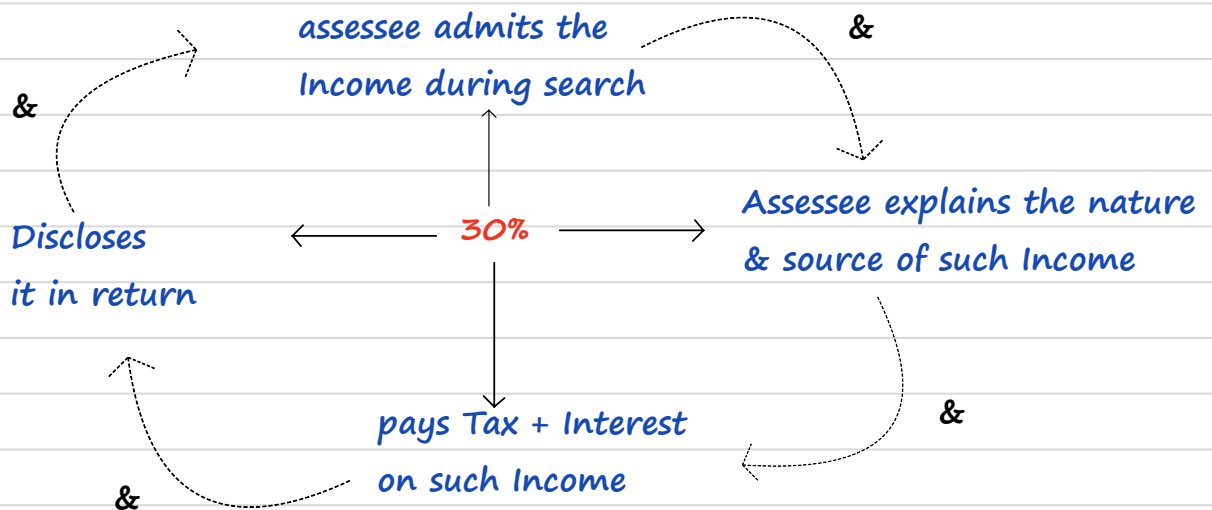 assessee admits the
Income during search
&
&
Assessee explains the nature
& source of such Income
30%
Discloses
it in return
&
pays Tax + Interest
on such Income
&